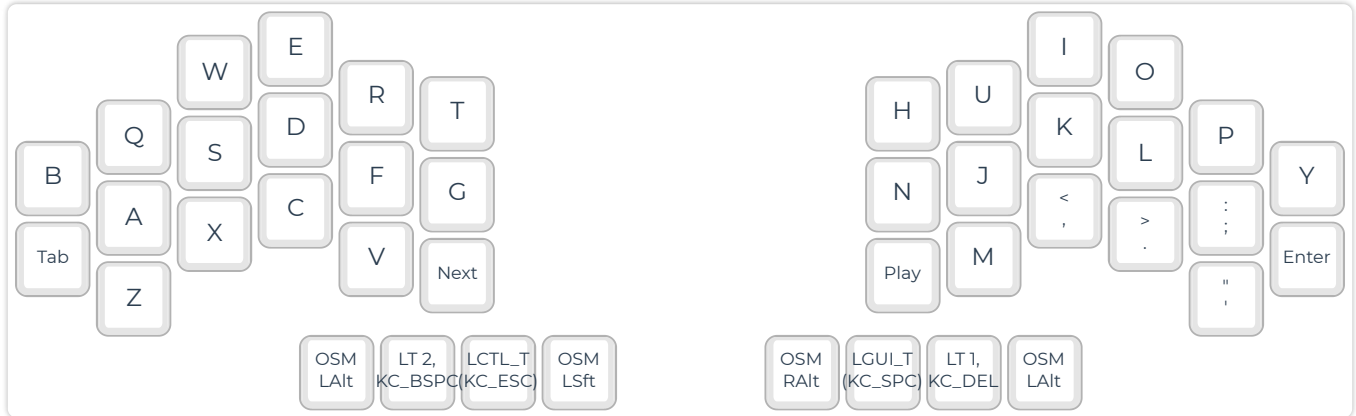 E
I
W
O
R
U
T
H
Q
D
K
P
S
L
B
F
J
Y
G
N
A
C
<
,
:
;
X
>
.
Tab
V
M
Enter
Next
Play
Z
"
'
OSM
LAlt
LT 2,
KC_BSPC
LCTL_T
(KC_ESC)
OSM
LSft
OSM
RAlt
LGUI_T
(KC_SPC)
LT 1,
KC_DEL
OSM
LAlt